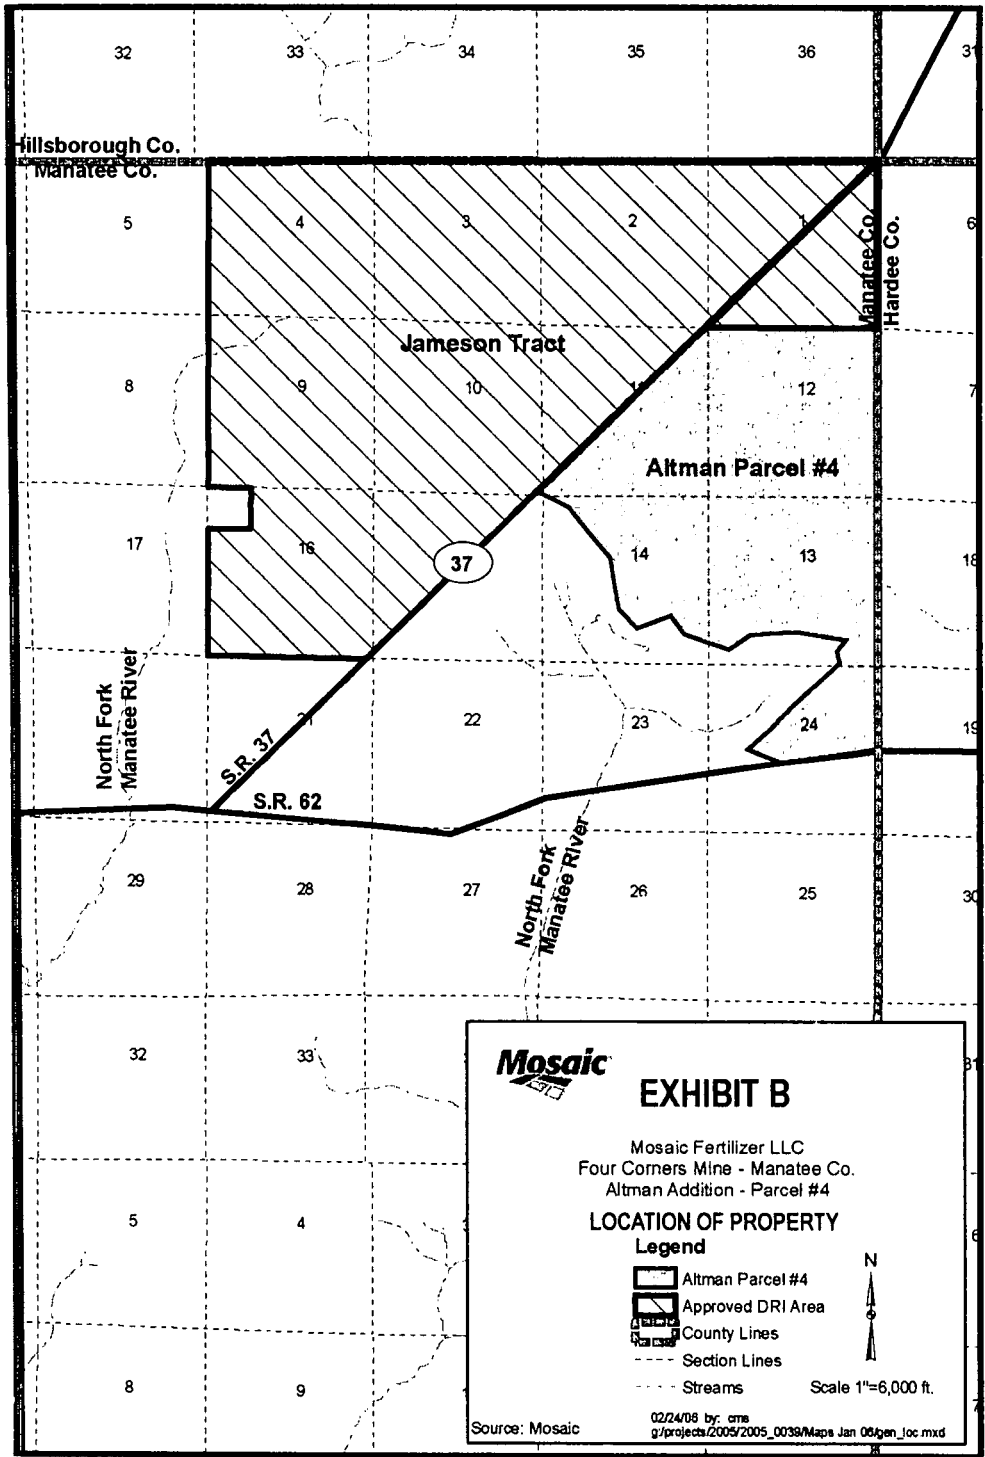 32 33 34 35 36 31
Hillsborough Co.
Manatee Co.
5 4 3 2 1 6
Manatee Co.
Hardee Co.
Jameson Tract
8 9 10 11 12 7
Altman Parcel #4
17 16 14 13 18
37
North Fork
Manatee River
21 22 23 24 19
S.R. 37
S.R. 62
29 28 27 26 25 30
North Fork
Manatee River
32 33 31
Mosaic
EXHIBIT B
Mosaic Fertilizer LLC
Four Corners Mine - Manatee Co.
Altman Addition - Parcel #4
5 4 6
LOCATION OF PROPERTY
Legend
N
Altman Parcel #4
Approved DRI Area
County Lines
Section Lines
Streams
Scale 1"=6,000 ft.
8 9 7
Source: Mosaic
02/24/06 by: cms
g:/projects/2005/2005_0039/Maps Jan 06/gen_loc.mxd